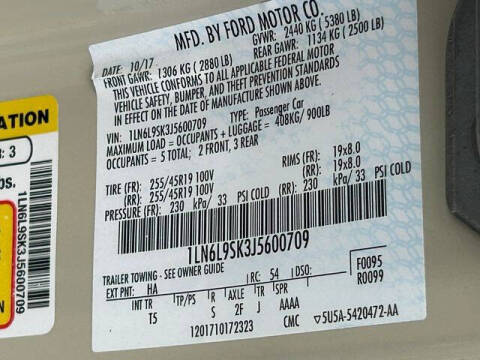 MFD. BY FORD MOTOR CO.
DATE: 10/17
GVWR: 2440 KG ( 5380 LB)
FRONT GAWR: 1306 KG ( 2880 LB)
REAR GAWR: 1134 KG ( 2500 LB)
THIS VEHICLE CONFORMS TO ALL APPLICABLE FEDERAL MOTOR
VEHICLE SAFETY, BUMPER, AND THEFT PREVENTION STANDARDS
IN EFFECT ON THE DATE OF MANUFACTURE SHOWN ABOVE.
VIN: 1LN6L9SK3J5600709
TYPE: Passenger Car
MAXIMUM LOAD = OCCUPANTS + LUGGAGE = 408KG/ 900LB
OCCUPANTS = 5 TOTAL; 2 FRONT, 3 REAR
TIRE (FR): 255/45R19 100V
RIMS (FR): 19x8.0
(RR): 255/45R19 100V
(RR): 19x8.0
PRESSURE (FR): 230 kPa/ 33 PSI COLD
(RR): 230 kPa/ 33 PSI COLD
1LN6L9SK3J5600709
TRAILER TOWING - SEE OWNER GUIDE
F0095
R0099
EXT PNT: HA
RC: 54
DSO:
INT TR
TP/PS
R
AXLE
TR
SPR
T5
S
2F
J
AAAA
1201710172323
CMC
5U5A-5420472-AA
ATION
R: 3
bs.
1LN6L9SK3J5600709